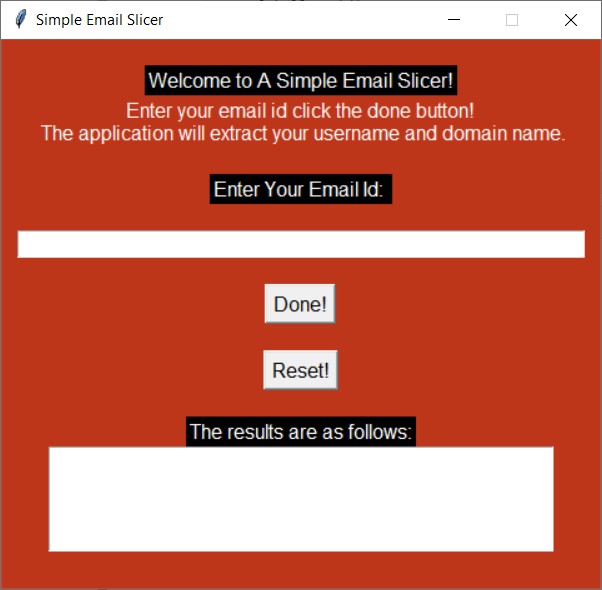 Simple Email Slicer
Welcome to A Simple Email Slicer!
Enter your email id click the done button!
The application will extract your username and domain name.
Enter Your Email Id:
Done!
Reset!
The results are as follows: